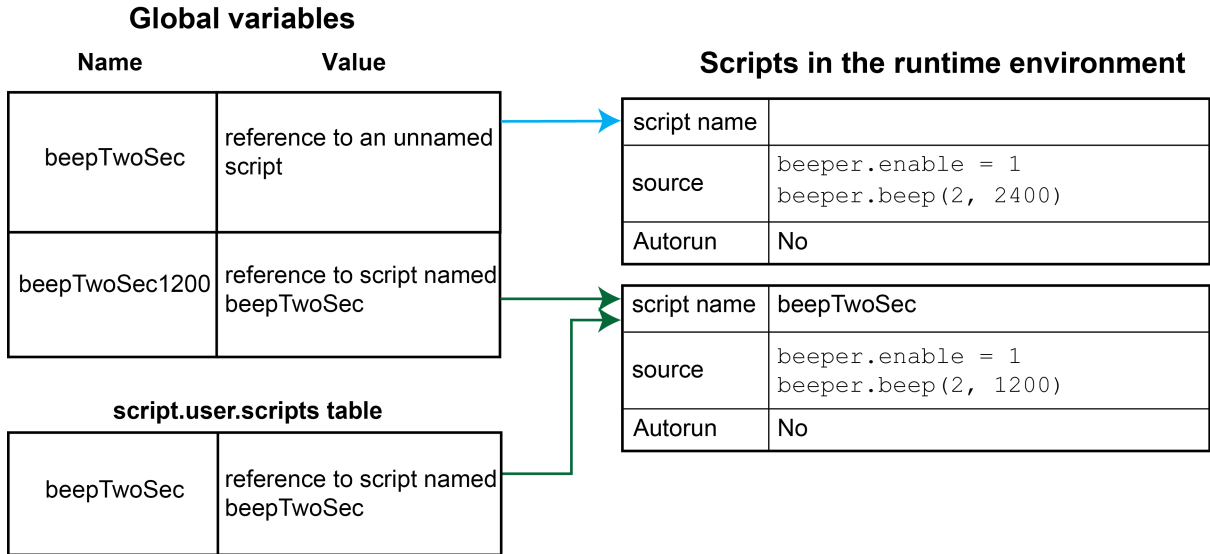 Global variables
Name Value
beepTwoSec
reference to an unnamed
script
beepTwoSec1200
reference to script named
beepTwoSec
script.user.scripts table
beepTwoSec
reference to script named
beepTwoSec
Scripts in the runtime environment
script name
source
beeper.enable = 1
beeper.beep(2, 2400)
Autorun No
script name beepTwoSec
source
beeper.enable = 1
beeper.beep(2, 1200)
Autorun No